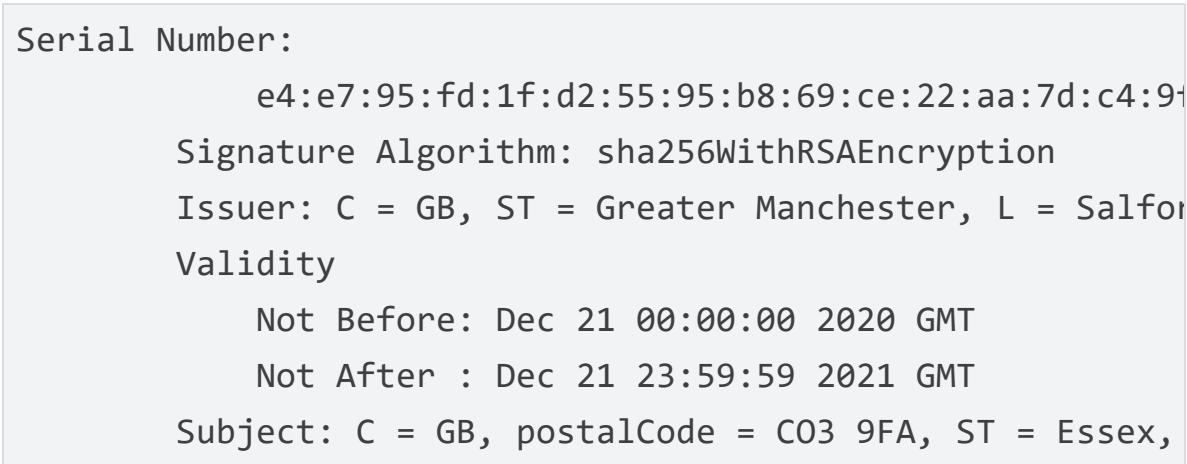 Serial Number:
e4:e7:95:fd:1f:d2:55:95:b8:69:ce:22:aa:7d:c4:9f
Signature Algorithm: sha256WithRSAEncryption
Issuer: C = GB, ST = Greater Manchester, L = Salfor
Validity
Not Before: Dec 21 00:00:00 2020 GMT
Not After : Dec 21 23:59:59 2021 GMT
Subject: C = GB, postalCode = CO3 9FA, ST = Essex,